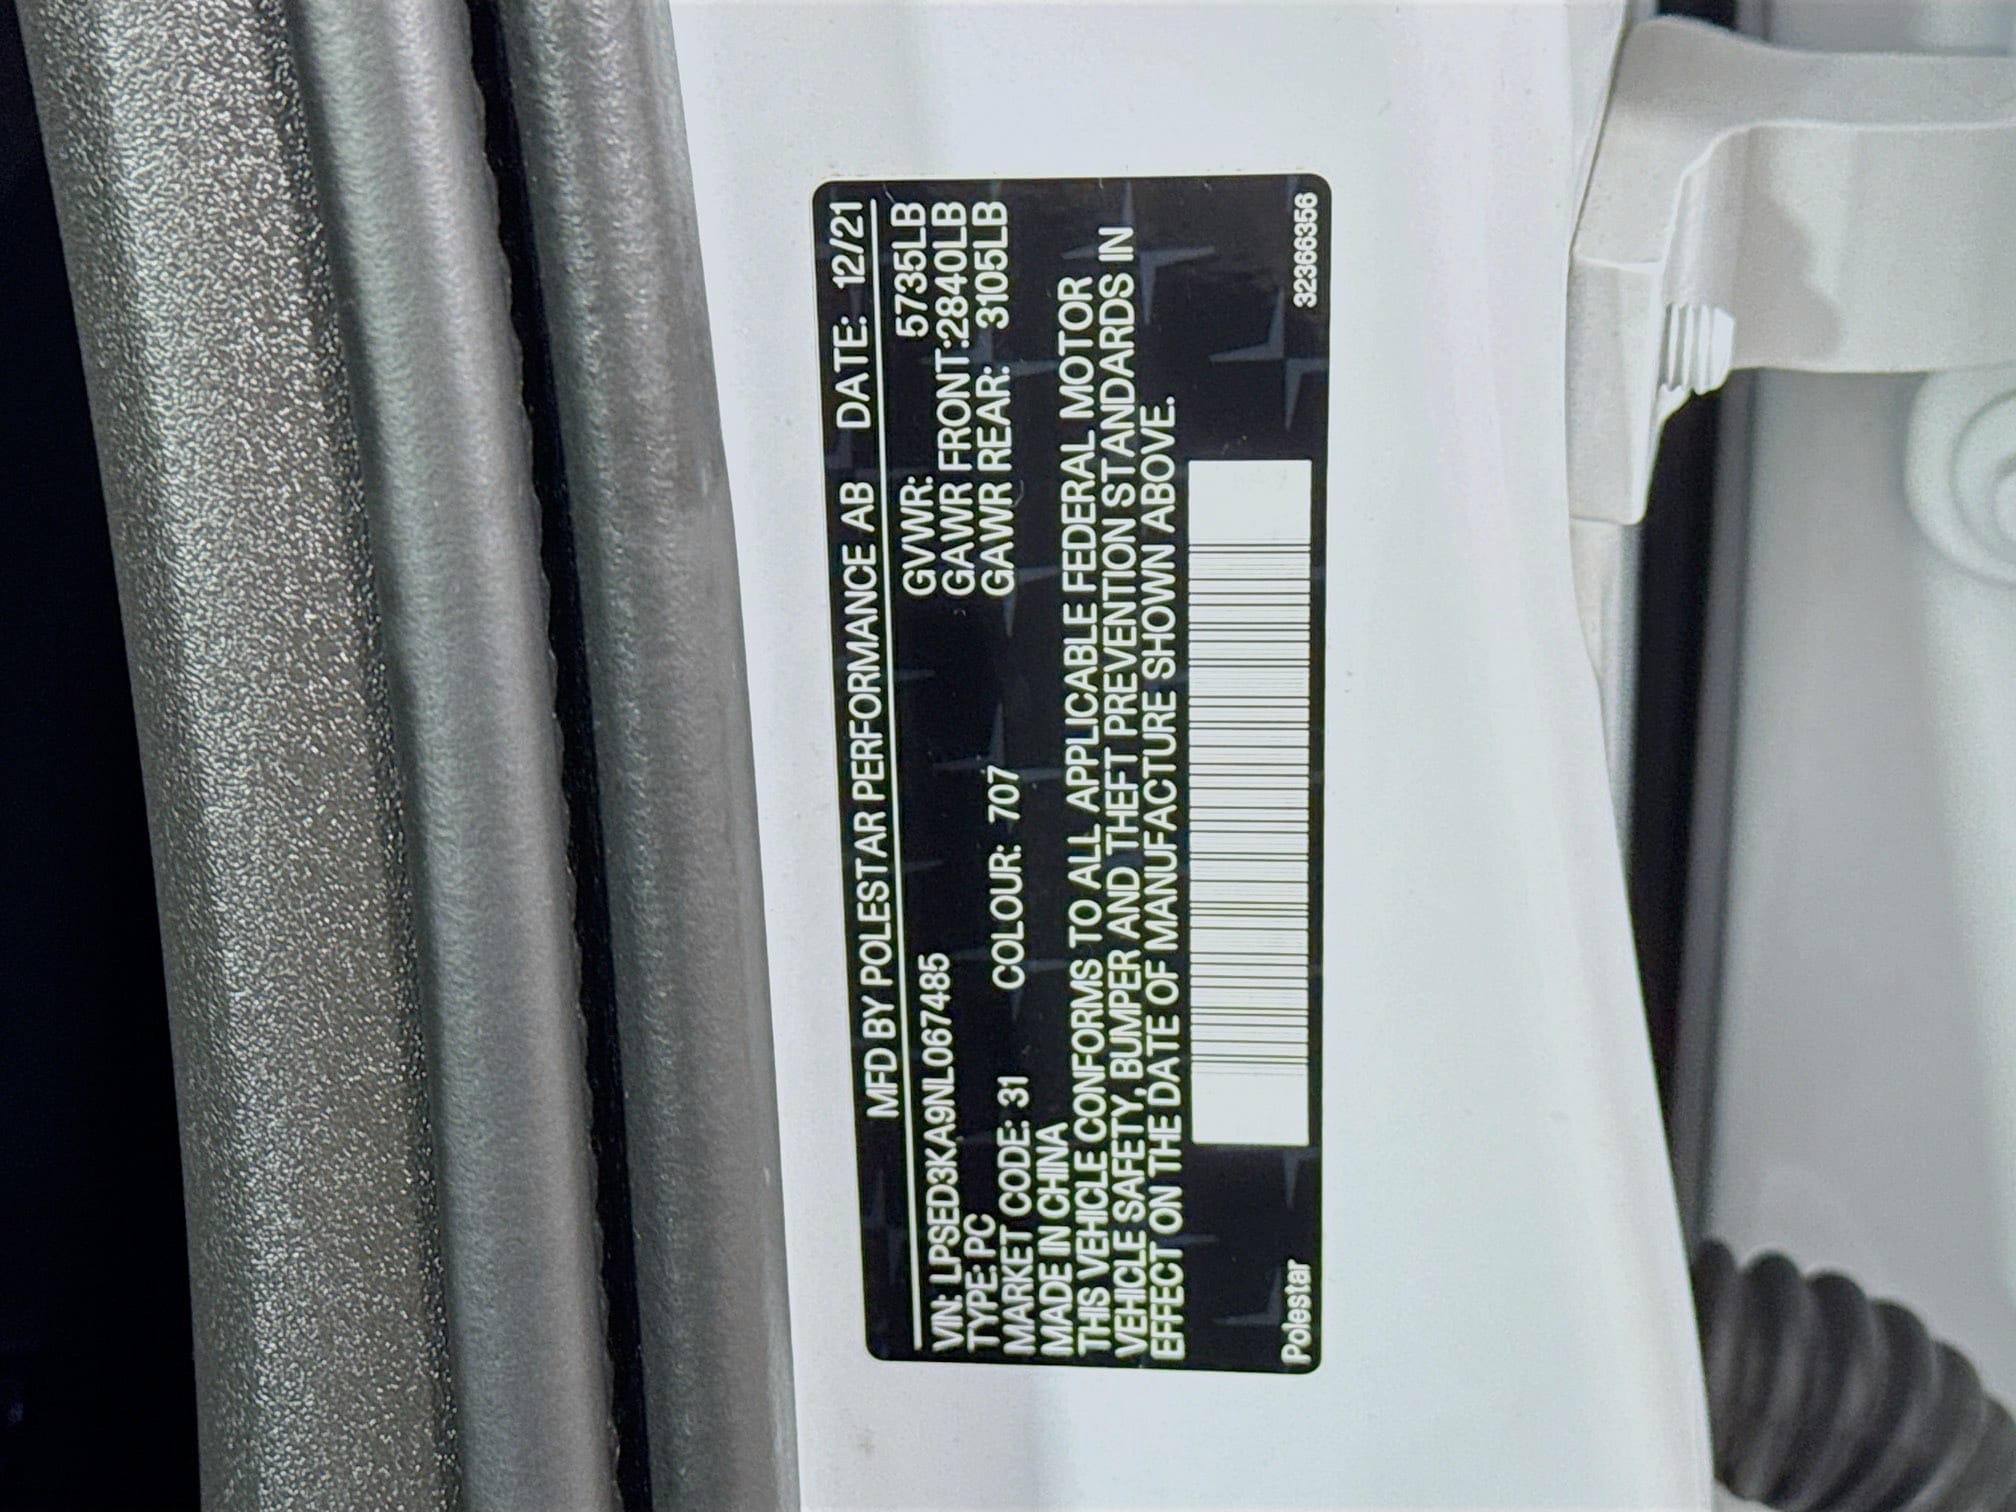 MFD BY POLESTAR PERFORMANCE AB DATE: 12/21
VIN: LPSED3KA9NL067485 GVWR: 5735LB
TYPE: PC GAWR FRONT:2840LB
MARKET CODE: 31 COLOUR: 707 GAWR REAR: 3105LB
MADE IN CHINA
THIS VEHICLE CONFORMS TO ALL APPLICABLE FEDERAL MOTOR
VEHICLE SAFETY, BUMPER AND THEFT PREVENTION STANDARDS IN
EFFECT ON THE DATE OF MANUFACTURE SHOWN ABOVE.
Polestar 32366356